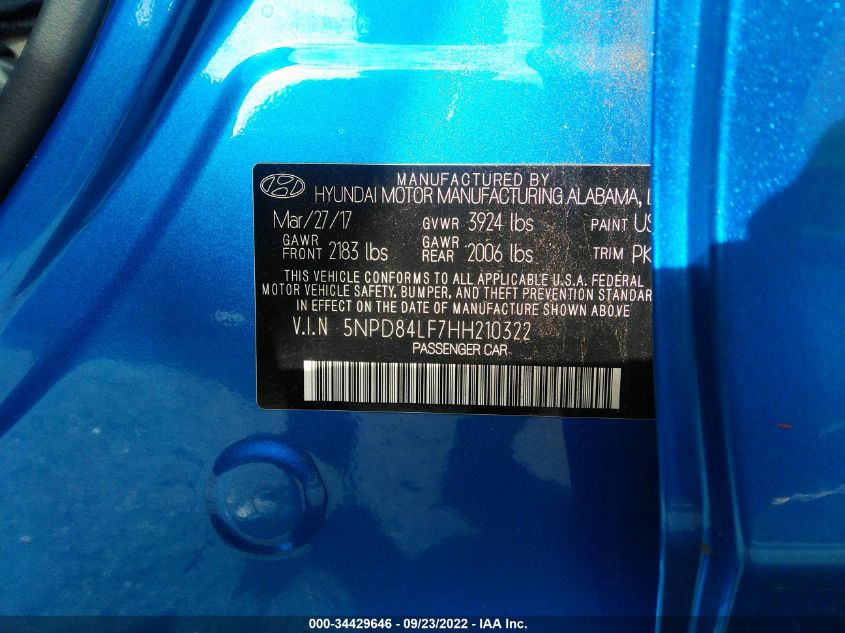 MANUFACTURED BY
HYUNDAI MOTOR MANUFACTURING ALABAMA,
Mar/27/17 GVWR 3924 lbs PAINT US
GAWR FRONT 2183 lbs GAWR REAR 2006 lbs TRIM PK
THIS VEHICLE CONFORMS TO ALL APPLICABLE U.S.A. FEDERAL
MOTOR VEHICLE SAFETY, BUMPER, AND THEFT PREVENTION STANDAR
IN EFFECT ON THE DATE OF MANUFACTURE SHOWN ABOVE
V.I.N 5NPD84LF7HH210322
PASSENGER CAR
000-34429646 - 09/23/2022 - IAA Inc.